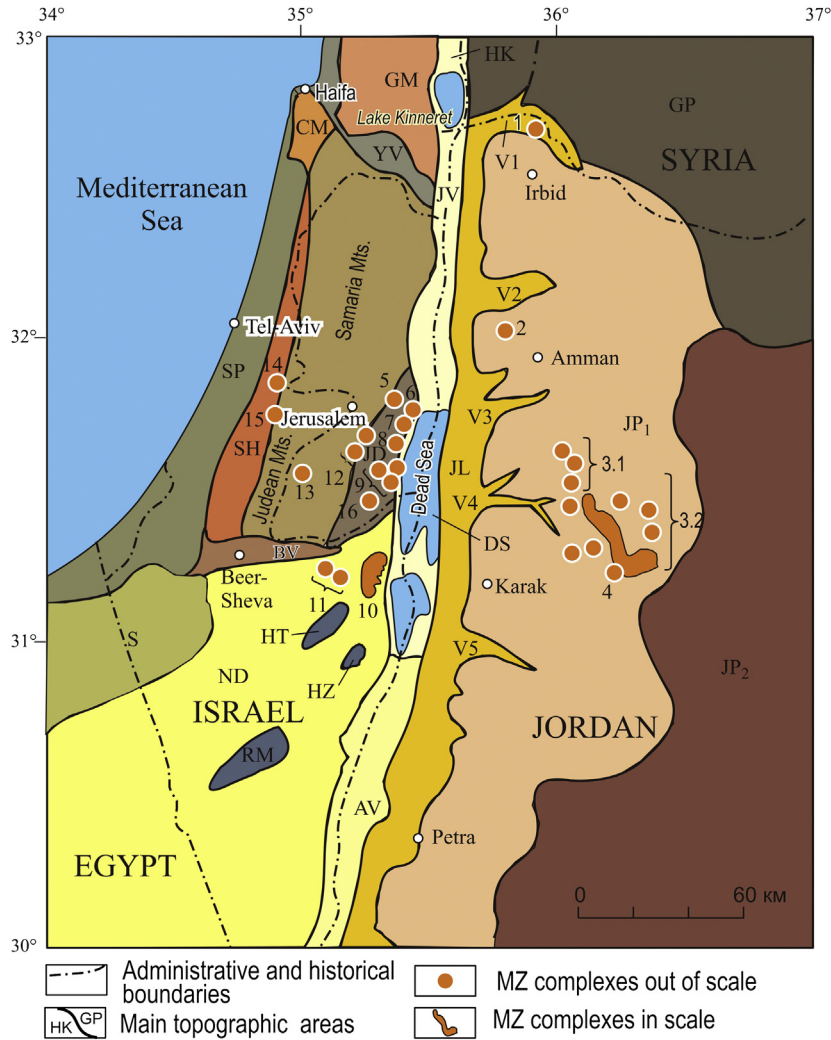 34°
35°
36°
37°
33°
HK
GM
Haifa
Lake Kinneret
GP
CM
1
YV
V1
SYRIA
Mediterranean
Sea
JV
Irbid
Samaria Mts.
V2
Tel-Aviv
2
32°
Amman
14
SP
5
6
15
Jerusalem
7
V3
JP1
SH
8
JD
3.1
Judean Mts.
12
JL
13
9
Dead Sea
V4
16
3.2
BV
DS
Beer-
Sheva
Karak
4
11
10
31°
S
HT
V5
ND
HZ
JP2
ISRAEL
JORDAN
RM
AV
Petra
EGYPT
0
60 км
30°
Administrative and historical
boundaries
MZ complexes out of scale
HK GP
Main topographic areas
MZ complexes in scale